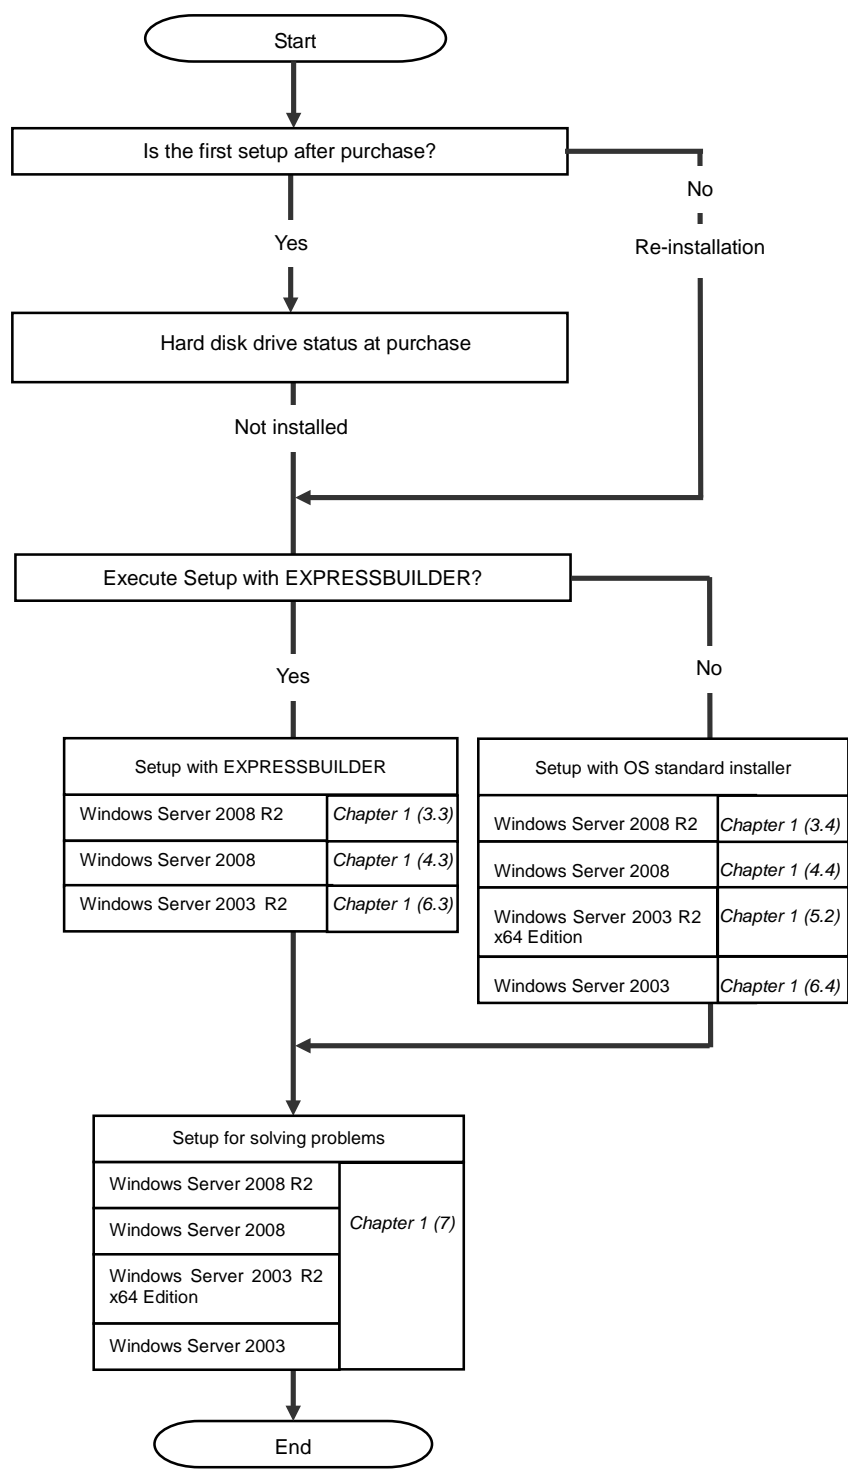 Start
Is the first setup after purchase?
No
Re-installation
Yes
Hard disk drive status at purchase
Not installed
Execute Setup with EXPRESSBUILDER?
Yes
No
Setup with EXPRESSBUILDER
Windows Server 2008 R2 Chapter 1 (3.3)
Windows Server 2008 Chapter 1 (4.3)
Windows Server 2003 R2 Chapter 1 (6.3)
Setup with OS standard installer
Windows Server 2008 R2 Chapter 1 (3.4)
Windows Server 2008 Chapter 1 (4.4)
Windows Server 2003 R2 Chapter 1 (5.2)
x64 Edition
Windows Server 2003 Chapter 1 (6.4)
Setup for solving problems
Windows Server 2008 R2
Chapter 1 (7)
Windows Server 2008
Windows Server 2003 R2
x64 Edition
Windows Server 2003
End